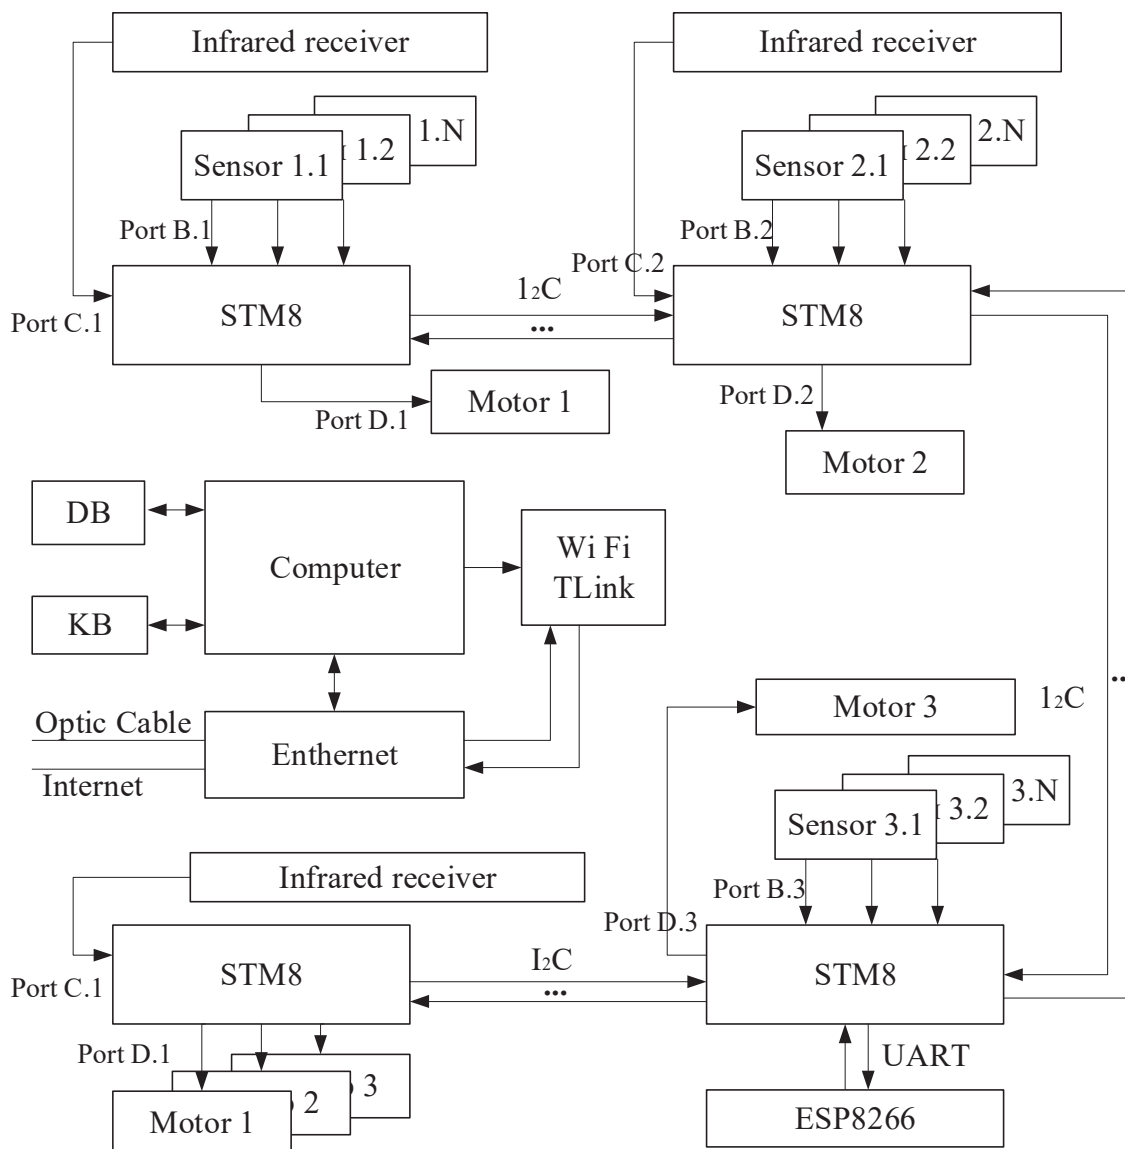 Infrared receiver
Infrared receiver
1.N
1.2
Sensor 1.1
2.N
2.2
Sensor 2.1
Port B.1
Port B.2
Port C.2
Port C.1
STM8
1₂C
...
STM8
Port D.1
Motor 1
Port D.2
Motor 2
DB
Computer
Wi Fi
TLink
KB
Optic Cable
Enthernet
Internet
Motor 3
1₂C
...
3.N
3.2
Sensor 3.1
Infrared receiver
Port B.3
Port D.3
Port C.1
STM8
I₂C
...
STM8
Port D.1
3
2
Motor 1
UART
ESP8266